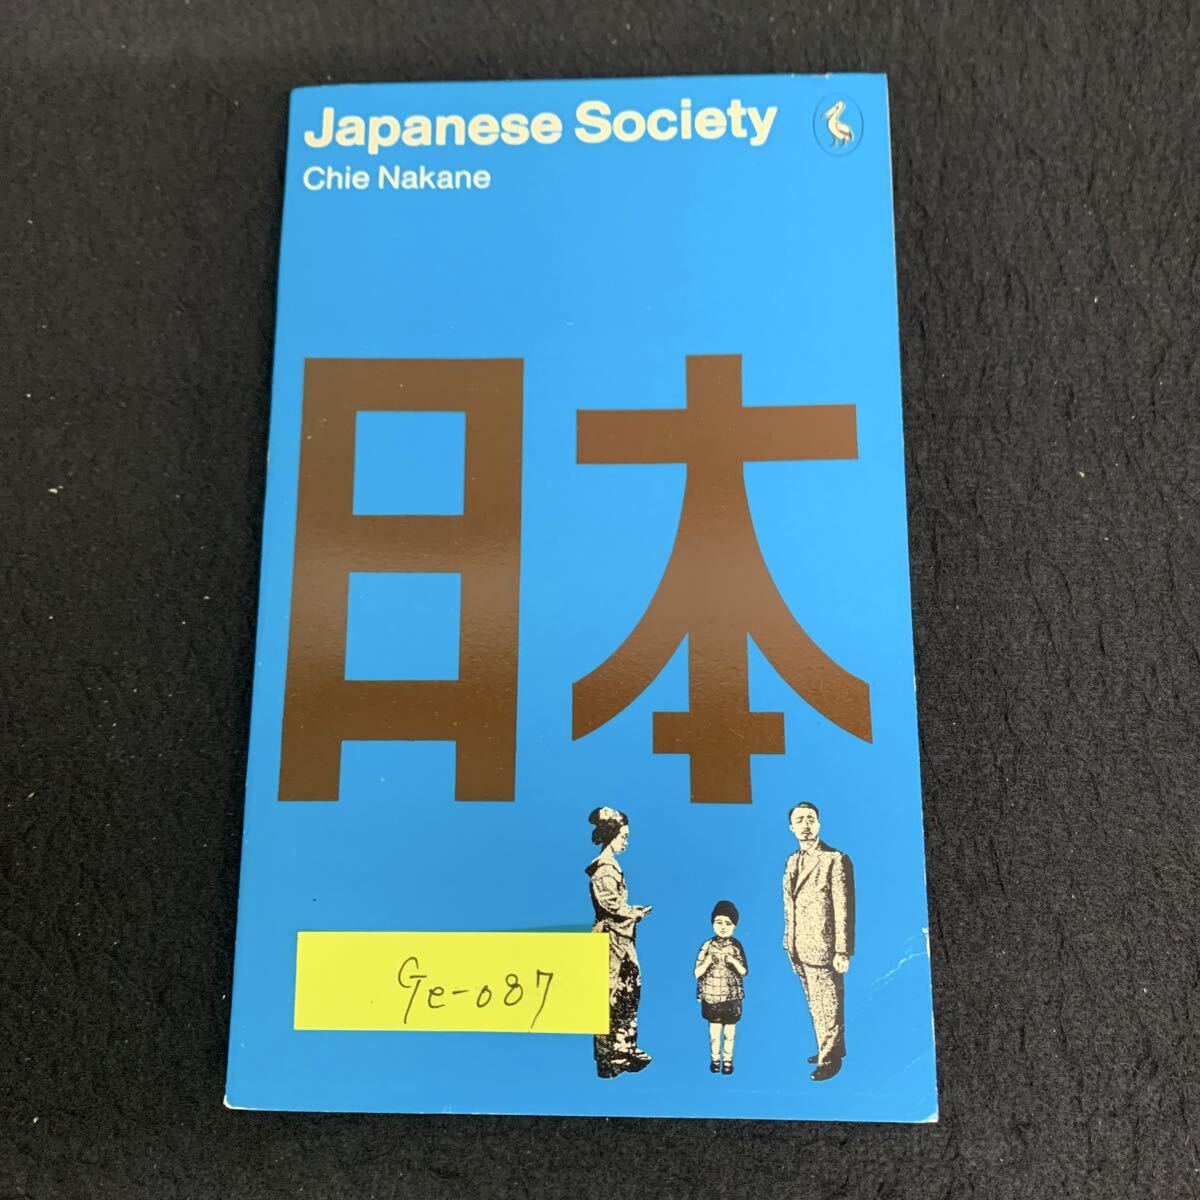 Japanese Society
Chie Nakane
日本
Ge-087